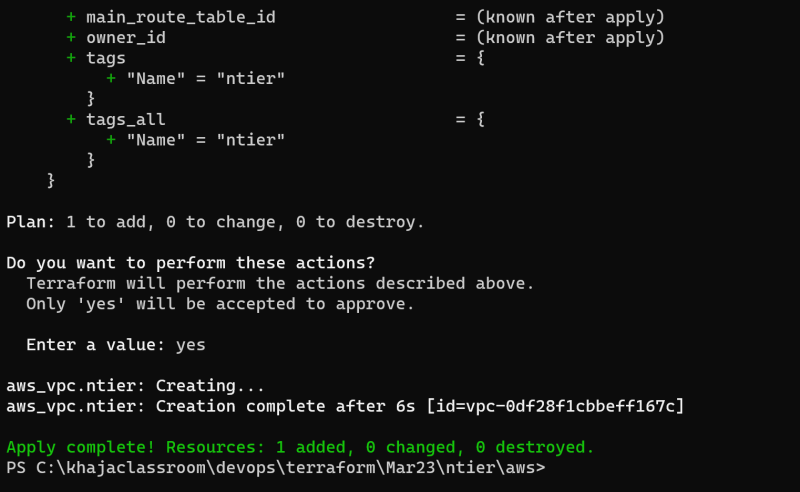 + main_route_table_id = (known after apply)
+ owner_id = (known after apply)
+ tags = {
+ "Name" = "ntier"
}
+ tags_all = {
+ "Name" = "ntier"
}
}
Plan: 1 to add, 0 to change, 0 to destroy.
Do you want to perform these actions?
Terraform will perform the actions described above.
Only 'yes' will be accepted to approve.
Enter a value: yes
aws_vpc.ntier: Creating...
aws_vpc.ntier: Creation complete after 6s [id=vpc-0df28f1cbbeff167c]
Apply complete! Resources: 1 added, 0 changed, 0 destroyed.
PS C:\khajaclassroom\devops\terraform\Mar23\ntier\aws>